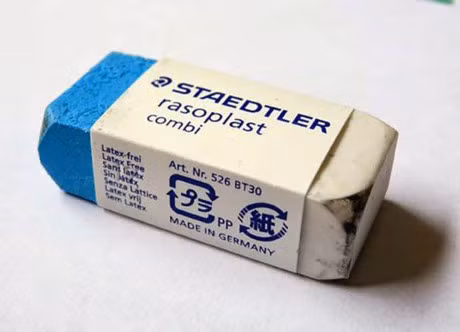 STAEDTLER
rasoplast
combi
Latex-frei
Latex Free
Sans latex
Sin látex
Senza Lattice
Latex vrij
Sem Latex
Art. Nr. 526 BT30
プラ
PP
紙
MADE IN GERMANY